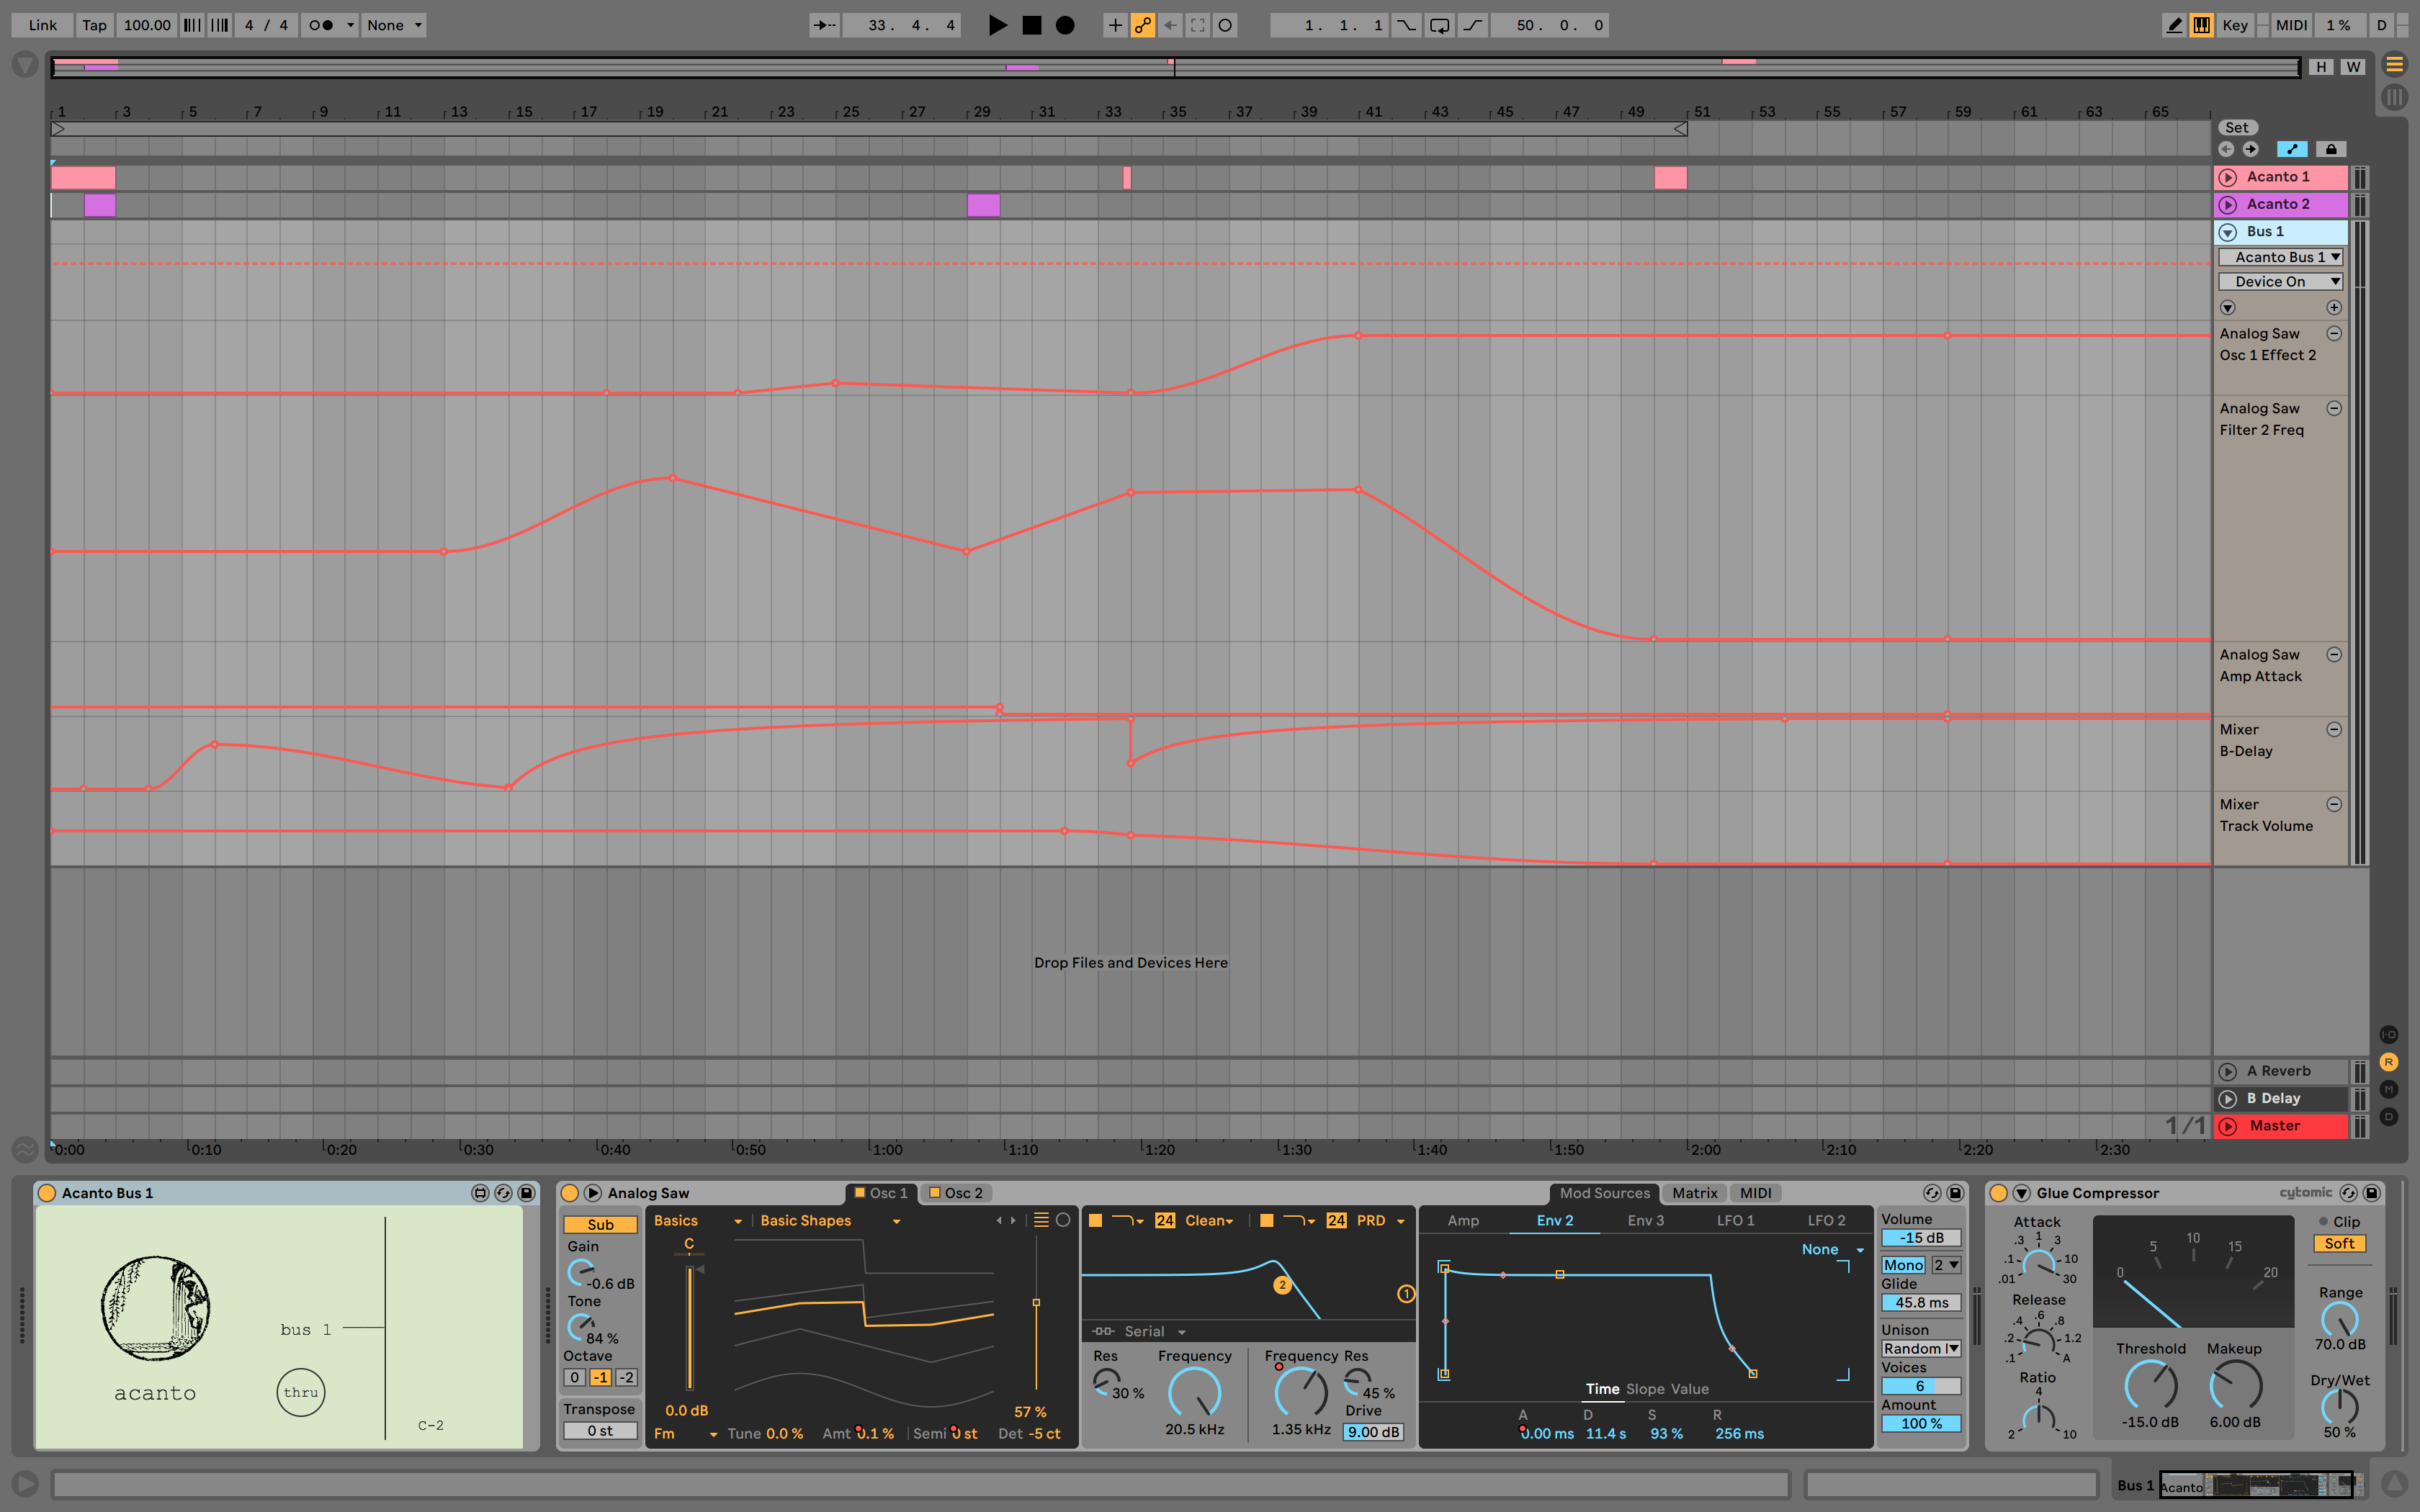 Link Tap 100.00 4 / 4 None 33. 4. 4 1. 1. 1 50. 0. 0 Key MIDI 1 % D
H W
1 3 5 7 9 11 13 15 17 19 21 23 25 27 29 31 33 35 37 39 41 43 45 47 49 51 53 55 57 59 61 63 65
Set
Acanto 1
Acanto 2
Bus 1
Acanto Bus 1
Device On
Analog Saw
Osc 1 Effect 2
Analog Saw
Filter 2 Freq
Analog Saw
Amp Attack
Mixer
B-Delay
Mixer
Track Volume
Drop Files and Devices Here
I·O
R
M
D
A Reverb
B Delay
1/1 Master
0:00 0:10 0:20 0:30 0:40 0:50 1:00 1:10 1:20 1:30 1:40 1:50 2:00 2:10 2:20 2:30
Acanto Bus 1
bus 1
acanto
thru
C-2
Analog Saw Osc 1 Osc 2 Mod Sources Matrix MIDI
Sub
Gain
-0.6 dB
Tone
84 %
Octave
0 -1 -2
Transpose
0 st
Basics Basic Shapes
C
0.0 dB 57 %
Fm Tune 0.0 % Amt 0.1 % Semi 0 st Det -5 ct
24 Clean 24 PRD
2
1
Serial
Res Frequency Frequency Res
30 % 45 %
Drive
20.5 kHz 1.35 kHz 9.00 dB
Amp Env 2 Env 3 LFO 1 LFO 2
None
Time Slope Value
A D S R
0.00 ms 11.4 s 93 % 256 ms
Volume
-15 dB
Mono 2
Glide
45.8 ms
Unison
Voices
6
Amount
100 %
Glue Compressor cytomic
Attack
.01 .1 .3 1 3 10 30
Release
.1 .2 .4 .6 .8 1.2 A
Ratio
2 4 10
0 5 10 15 20
Threshold Makeup
-15.0 dB 6.00 dB
Clip
Soft
Range
70.0 dB
Dry/Wet
50 %
Bus 1 Acanto